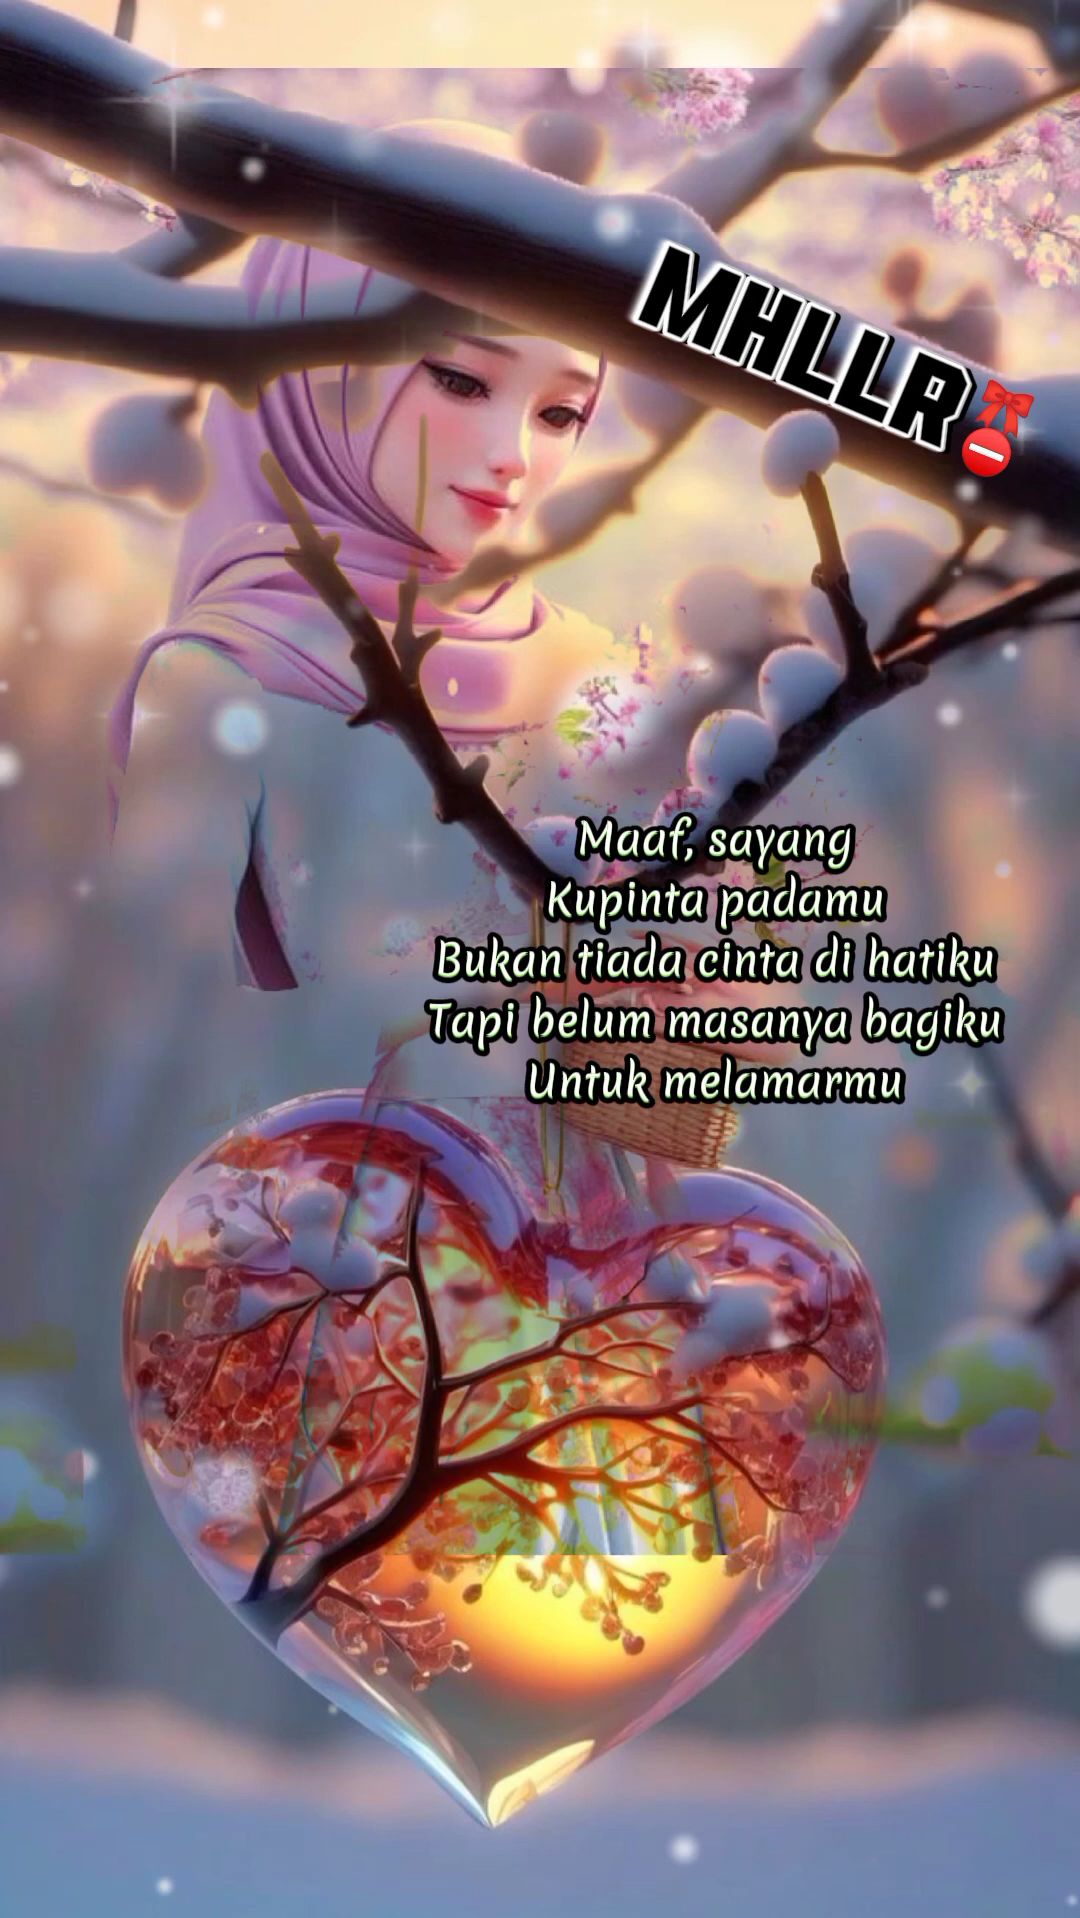 MHLLR
Maaf, sayang
Kupinta padamu
Bukan tiada cinta di hatiku
Tapi belum masanya bagiku
Untuk melamarmu